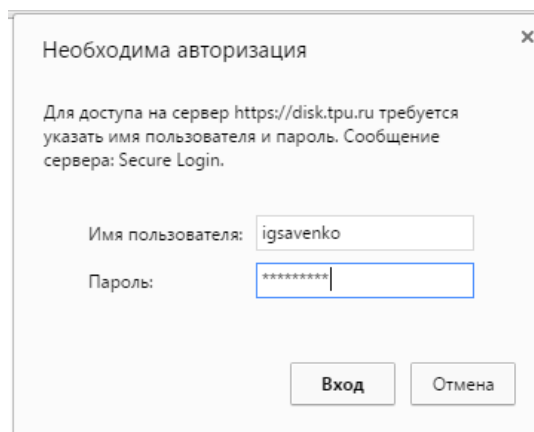 Необходима авторизация
Для доступа на сервер https://disk.tpu.ru требуется
указать имя пользователя и пароль. Сообщение
сервера: Secure Login.
Имя пользователя: igsavenko
Пароль: *********
Вход Отмена